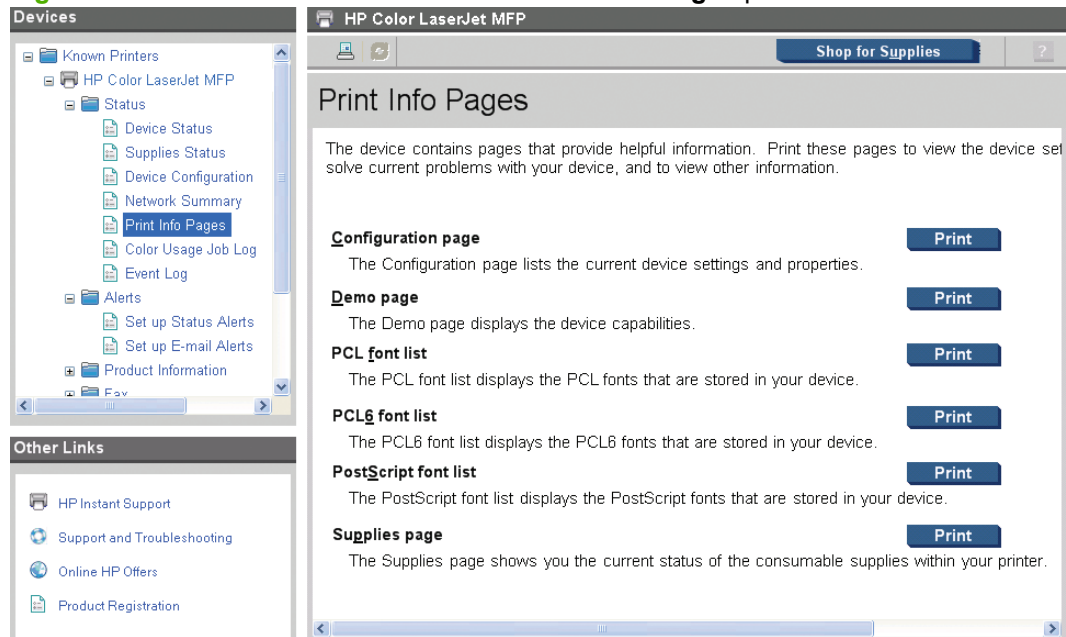 Devices
Known Printers
HP Color LaserJet MFP
Status
Device Status
Supplies Status
Device Configuration
Network Summary
Print Info Pages
Color Usage Job Log
Event Log
Alerts
Set up Status Alerts
Set up E-mail Alerts
Product Information
Fax
Other Links
HP Instant Support
Support and Troubleshooting
Online HP Offers
Product Registration
HP Color LaserJet MFP
Shop for Supplies ?
Print Info Pages
The device contains pages that provide helpful information. Print these pages to view the device set
solve current problems with your device, and to view other information.
Configuration page Print
The Configuration page lists the current device settings and properties.
Demo page Print
The Demo page displays the device capabilities.
PCL font list Print
The PCL font list displays the PCL fonts that are stored in your device.
PCL6 font list Print
The PCL6 font list displays the PCL6 fonts that are stored in your device.
PostScript font list Print
The PostScript font list displays the PostScript fonts that are stored in your device.
Supplies page Print
The Supplies page shows you the current status of the consumable supplies within your printer.